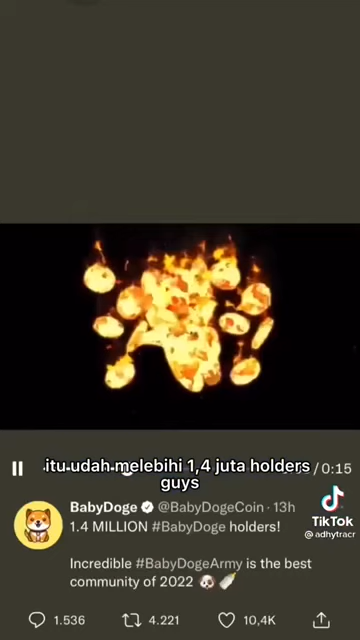 itu udah melebihi 1,4 juta holders
guys
/ 0:15
BabyDoge @BabyDogeCoin · 13h
1.4 MILLION #BabyDoge holders!
Incredible #BabyDogeArmy is the best
community of 2022 🐶🍼
TikTok
@adhytracr
1.536 4.221 10,4K